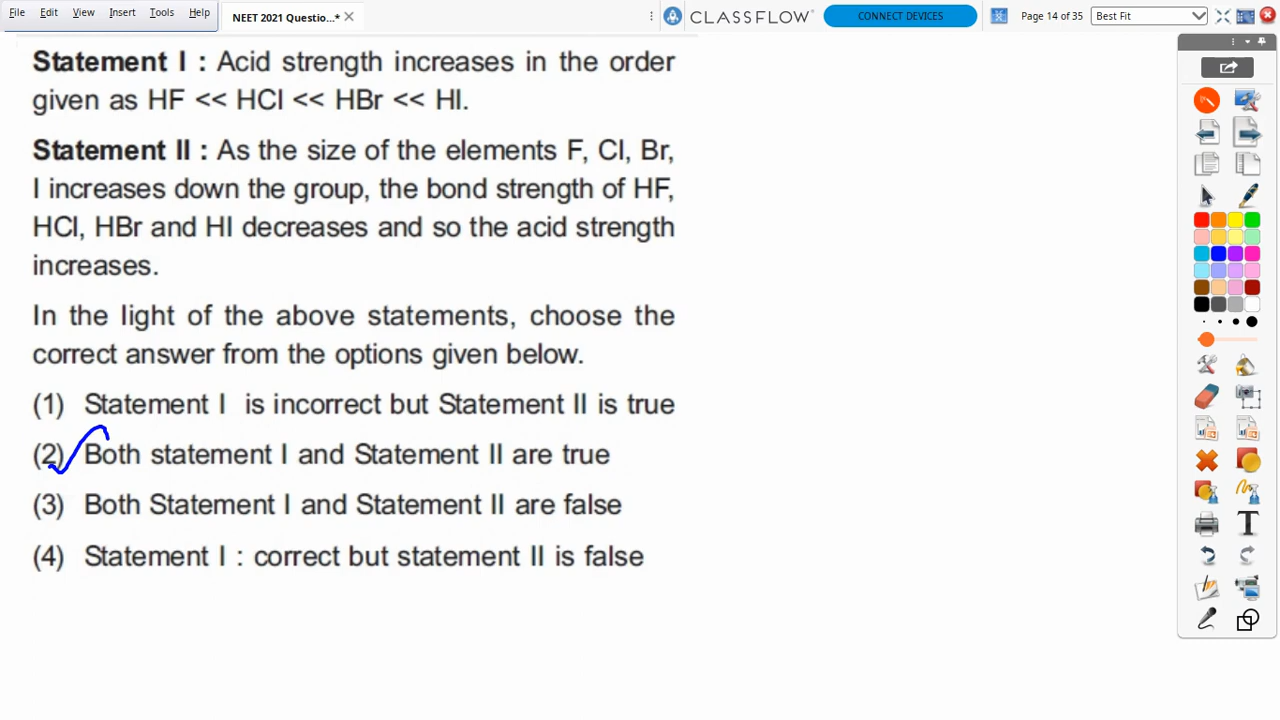 File Edit View Insert Tools Help NEET 2021 Questio...* CLASSFLOW CONNECT DEVICES Page 14 of 35 Best Fit
Statement I : Acid strength increases in the order
given as HF << HCl << HBr << HI.
Statement II : As the size of the elements F, Cl, Br,
I increases down the group, the bond strength of HF,
HCl, HBr and HI decreases and so the acid strength
increases.
In the light of the above statements, choose the
correct answer from the options given below.
(1) Statement I is incorrect but Statement II is true
(2) Both statement I and Statement II are true
(3) Both Statement I and Statement II are false
(4) Statement I : correct but statement II is false